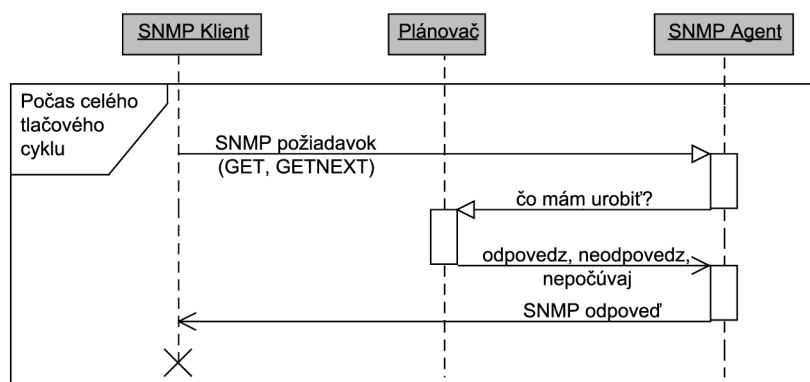 SNMP Klient
Plánovač
SNMP Agent
Počas celého
tlačového
cyklu
SNMP požiadavok
(GET, GETNEXT)
čo mám urobiť?
odpovedz, neodpovedz,
nepočúvaj
SNMP odpoveď